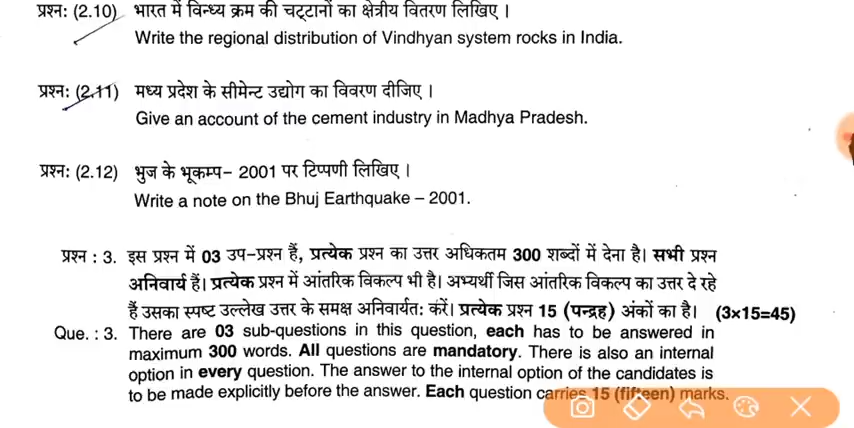 प्रश्न: (2.10) भारत में विन्ध्य क्रम की चट्टानों का क्षेत्रीय वितरण लिखिए ।
Write the regional distribution of Vindhyan system rocks in India.
प्रश्न: (2.11) मध्य प्रदेश के सीमेन्ट उद्योग का विवरण दीजिए ।
Give an account of the cement industry in Madhya Pradesh.
प्रश्न: (2.12) भुज के भूकम्प– 2001 पर टिप्पणी लिखिए ।
Write a note on the Bhuj Earthquake – 2001.
प्रश्न : 3. इस प्रश्न में 03 उप-प्रश्न हैं, प्रत्येक प्रश्न का उत्तर अधिकतम 300 शब्दों में देना है। सभी प्रश्न
अनिवार्य हैं। प्रत्येक प्रश्न में आंतरिक विकल्प भी है। अभ्यर्थी जिस आंतरिक विकल्प का उत्तर दे रहे
हैं उसका स्पष्ट उल्लेख उत्तर के समक्ष अनिवार्यत: करें। प्रत्येक प्रश्न 15 (पन्द्रह) अंकों का है। (3×15=45)
Que. : 3. There are 03 sub-questions in this question, each has to be answered in
maximum 300 words. All questions are mandatory. There is also an internal
option in every question. The answer to the internal option of the candidates is
to be made explicitly before the answer. Each question carries 15 (fifteen) marks.